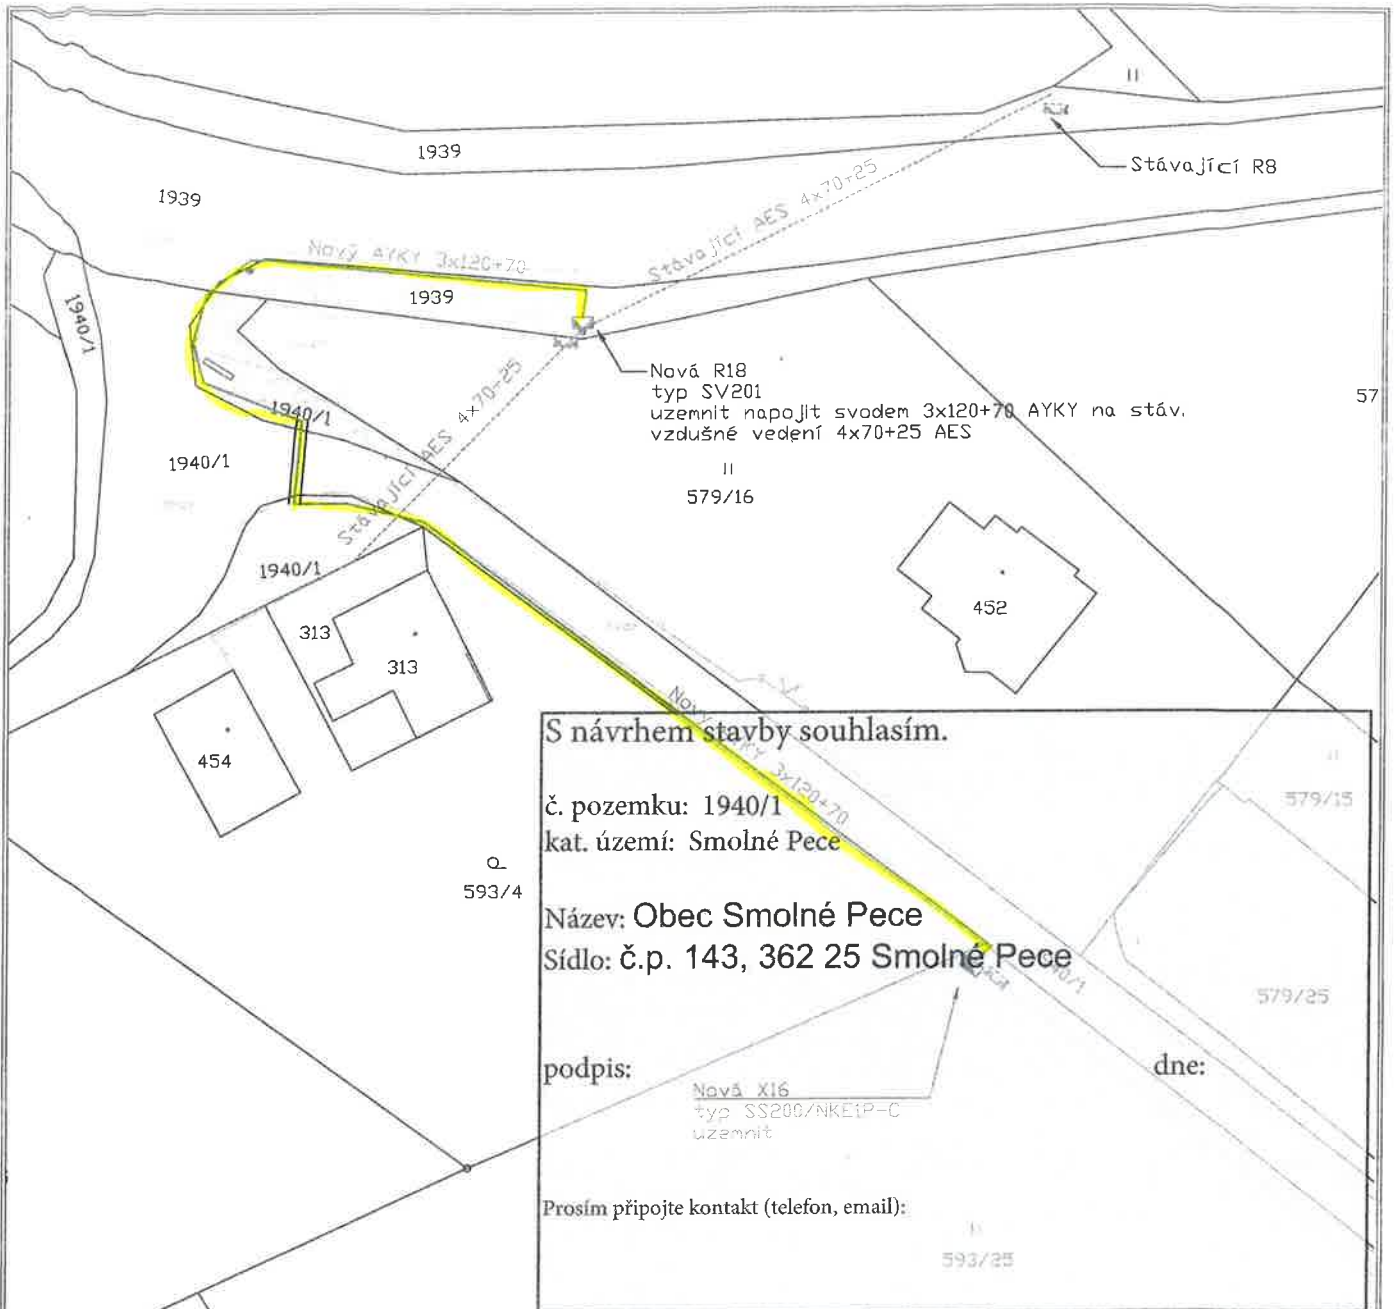 II
1939
Stávající R8
1939
Stávající AES 4x70+25
Nový AYKY 3x120+70
1939
1940/1
Nová R18
typ SV201
uzemnit napojit svodem 3x120+70 AYKY na stáv.
vzdušné vedení 4x70+25 AES
57
1940/1
Stávající AES 4x70+25
1940/1
II
579/16
1940/1
452
313
313
454
Nový AYKY 3x120+70
S návrhem stavby souhlasím.
II
579/15
č. pozemku: 1940/1
kat. území: Smolné Pece
593/4
Název: Obec Smolné Pece
Sídlo: č.p. 143, 362 25 Smolné Pece
579/25
podpis:
dne:
Nová X16
typ SS200/NKE1P-C
uzemnit
Prosím připojte kontakt (telefon, email):
II
593/25